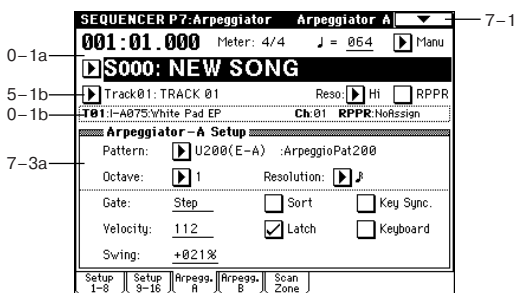 SEQUENCER P7:Arpeggiator Arpeggiator A 7-1
001:01.000 Meter: 4/4 ♩= 064 Manu
0-1a
S000: NEW SONG
5-1b Track01: TRACK 01 Reso: Hi RPPR
0-1b T01:I-A075:White Pad EP Ch:01 RPPR:NoAssign
Arpeggiator-A Setup
7-3a
Pattern: U200(E-A) :ArpeggioPat200
Octave: 1 Resolution: ♪
Gate: Step Sort Key Sync.
Velocity: 112 Latch Keyboard
Swing: +021%
Setup 1-8 Setup 9-16 Arpegg. A Arpegg. B Scan Zone